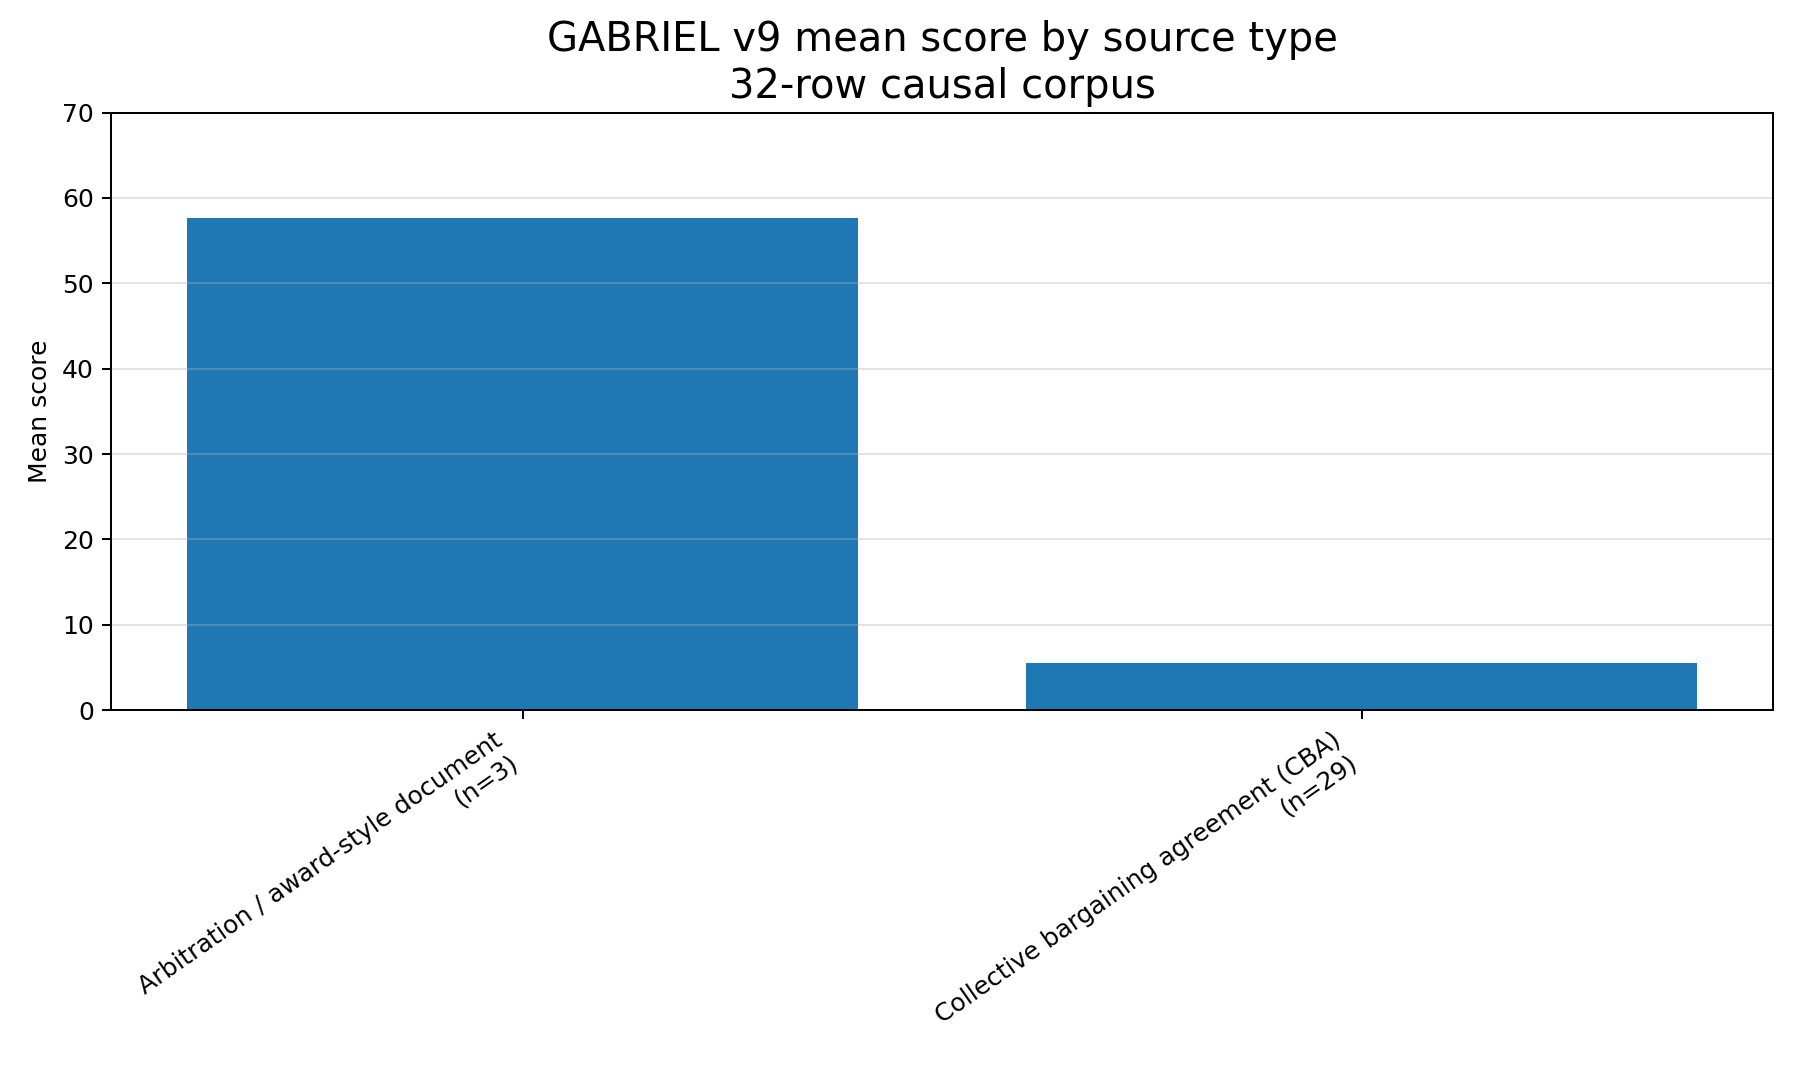 GABRIEL v9 mean score by source type
32-row causal corpus
70
60
50
40
30
20
10
0
Mean score
Arbitration / award-style document
(n=3)
Collective bargaining agreement (CBA)
(n=29)